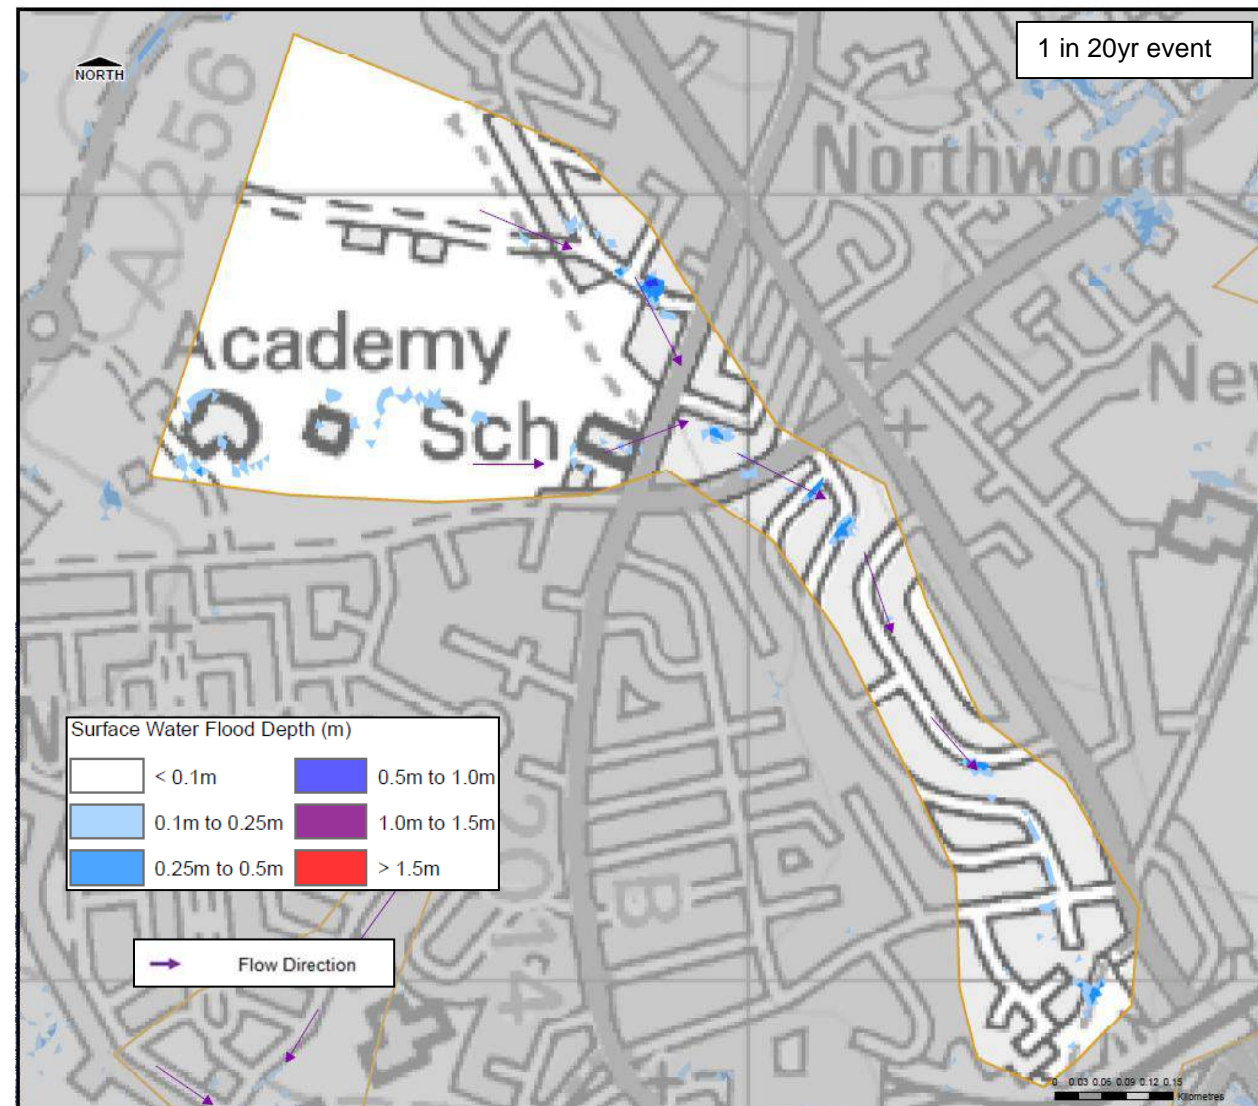 1 in 20yr event
NORTH
A256
Northwood
Academy
Sch
Surface Water Flood Depth (m)
< 0.1m
0.5m to 1.0m
0.1m to 0.25m
1.0m to 1.5m
0.25m to 0.5m
> 1.5m
Flow Direction
B
2014
0 0.03 0.06 0.09 0.12 0.15
Kilometres